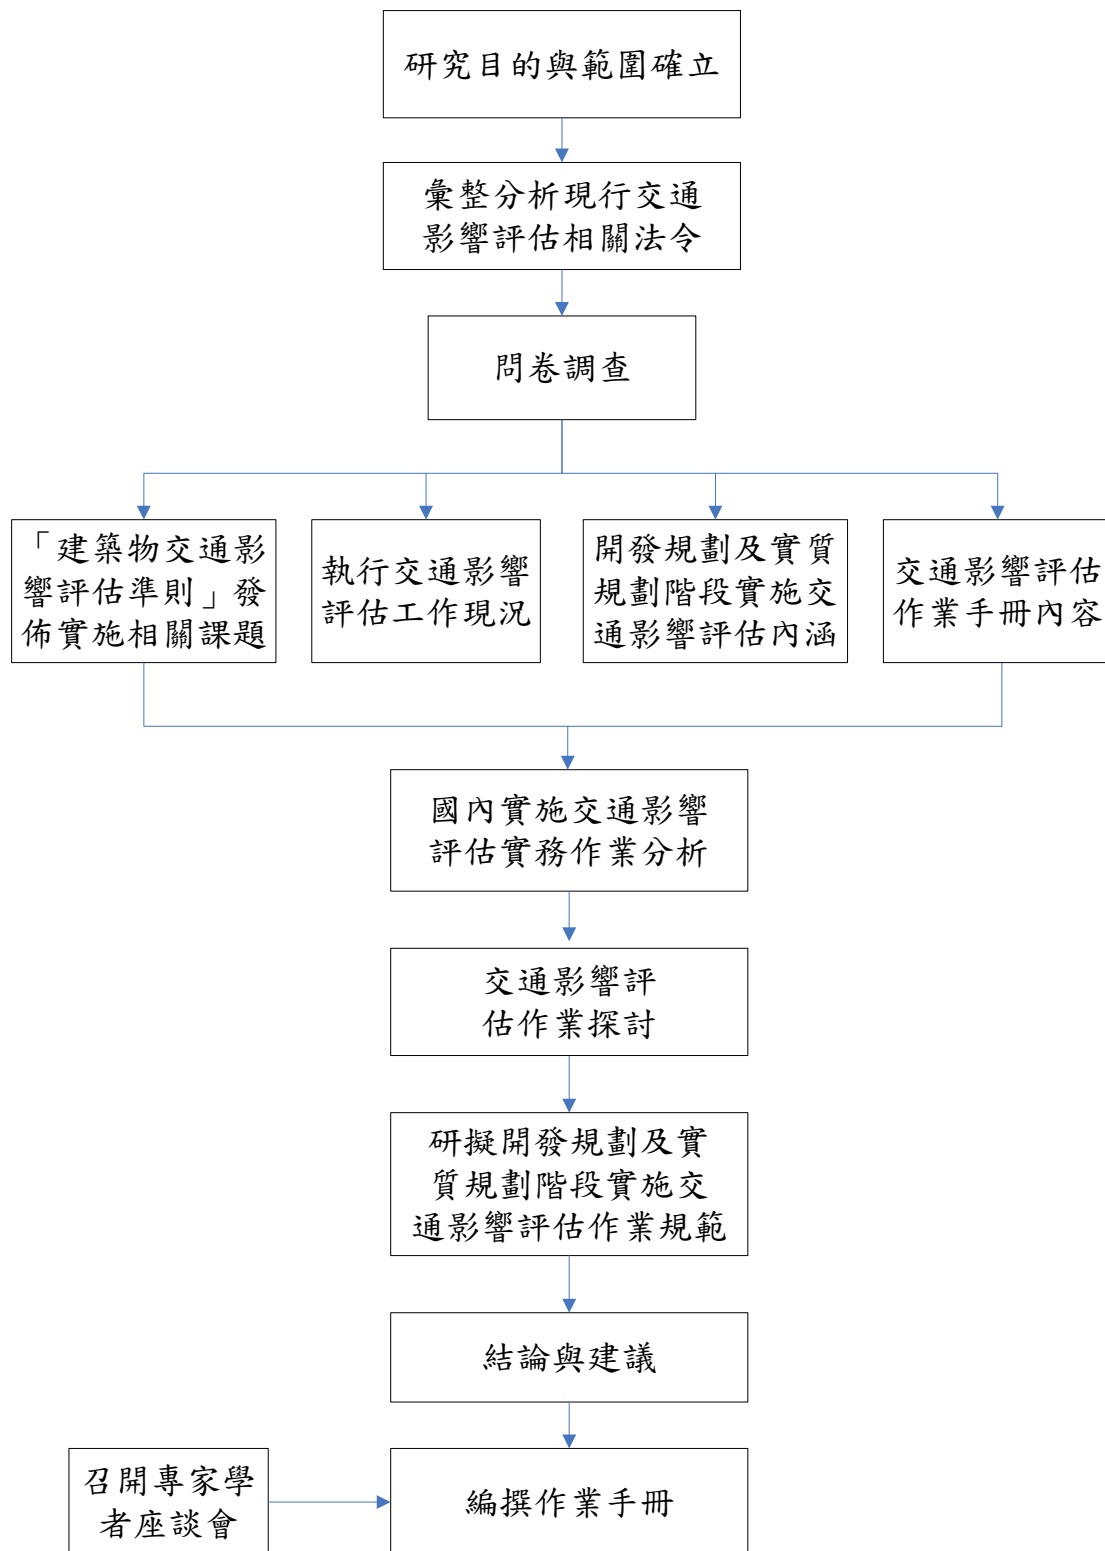 研究目的與範圍確立
彙整分析現行交通
影響評估相關法令
問卷調查
「建築物交通影
響評估準則」發
佈實施相關課題
執行交通影響
評估工作現況
開發規劃及實質
規劃階段實施交
通影響評估內涵
交通影響評估
作業手冊內容
國內實施交通影響
評估實務作業分析
交通影響評
估作業探討
研擬開發規劃及實
質規劃階段實施交
通影響評估作業規範
結論與建議
召開專家學
者座談會
編撰作業手冊